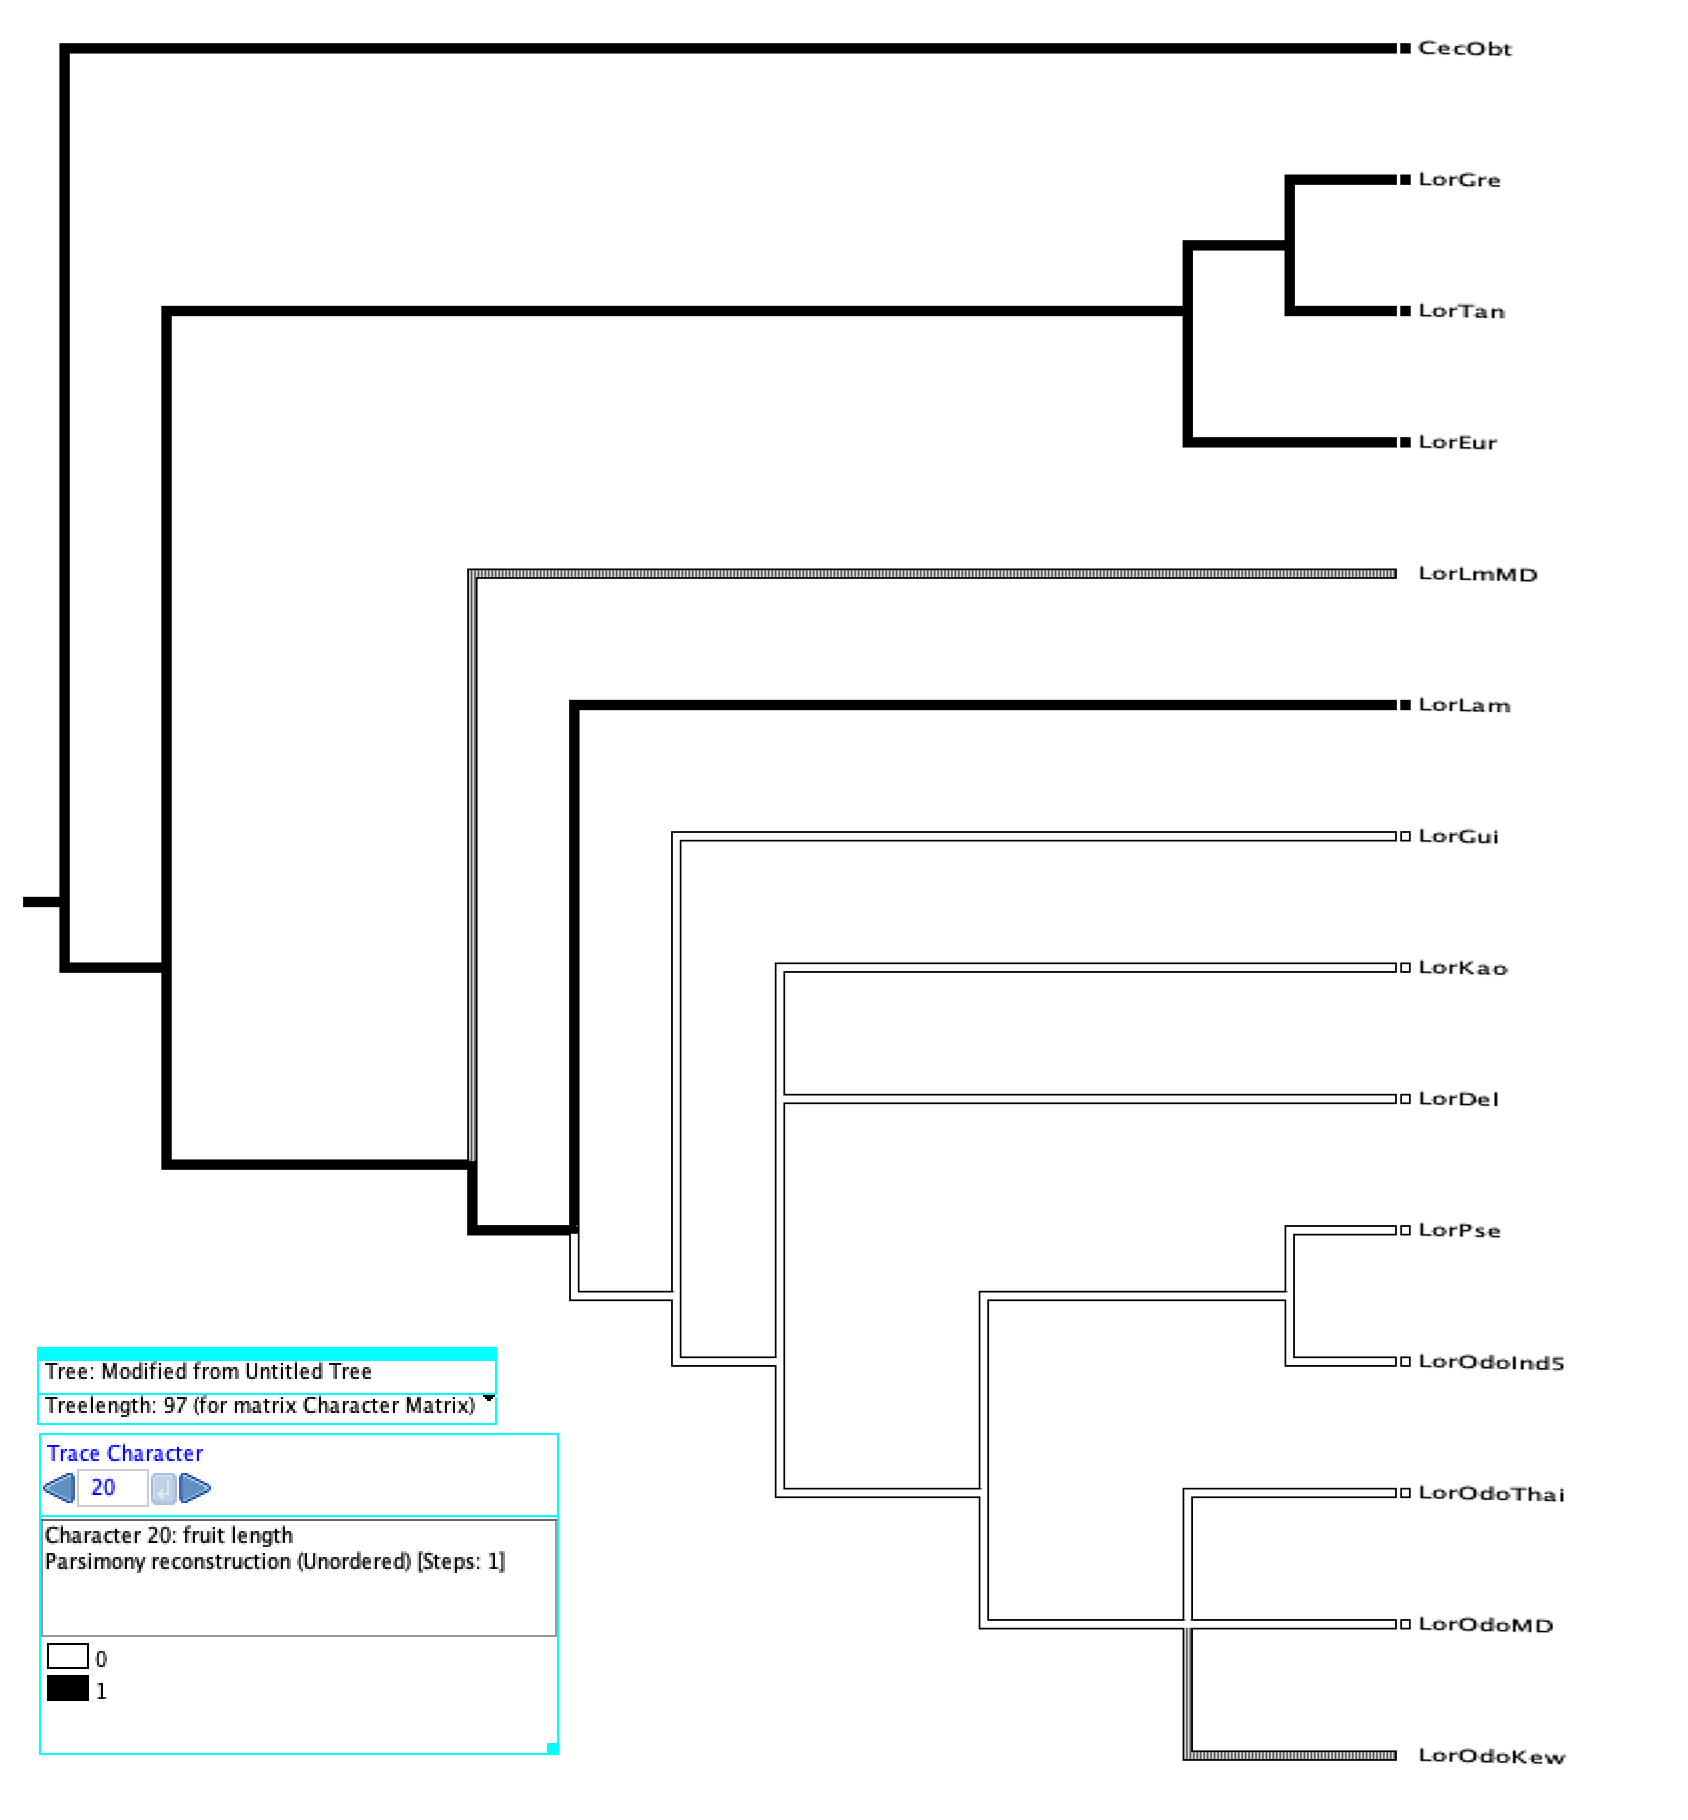 CecObt
LorGre
LorTan
LorEur
LorLmMD
LorLam
LorGui
LorKao
LorDel
LorPse
LorOdoIndS
LorOdoThai
LorOdoMD
LorOdoKew
Tree: Modified from Untitled Tree
Treelength: 97 (for matrix Character Matrix)
Trace Character
20
Character 20: fruit length
Parsimony reconstruction (Unordered) [Steps: 1]
0
1